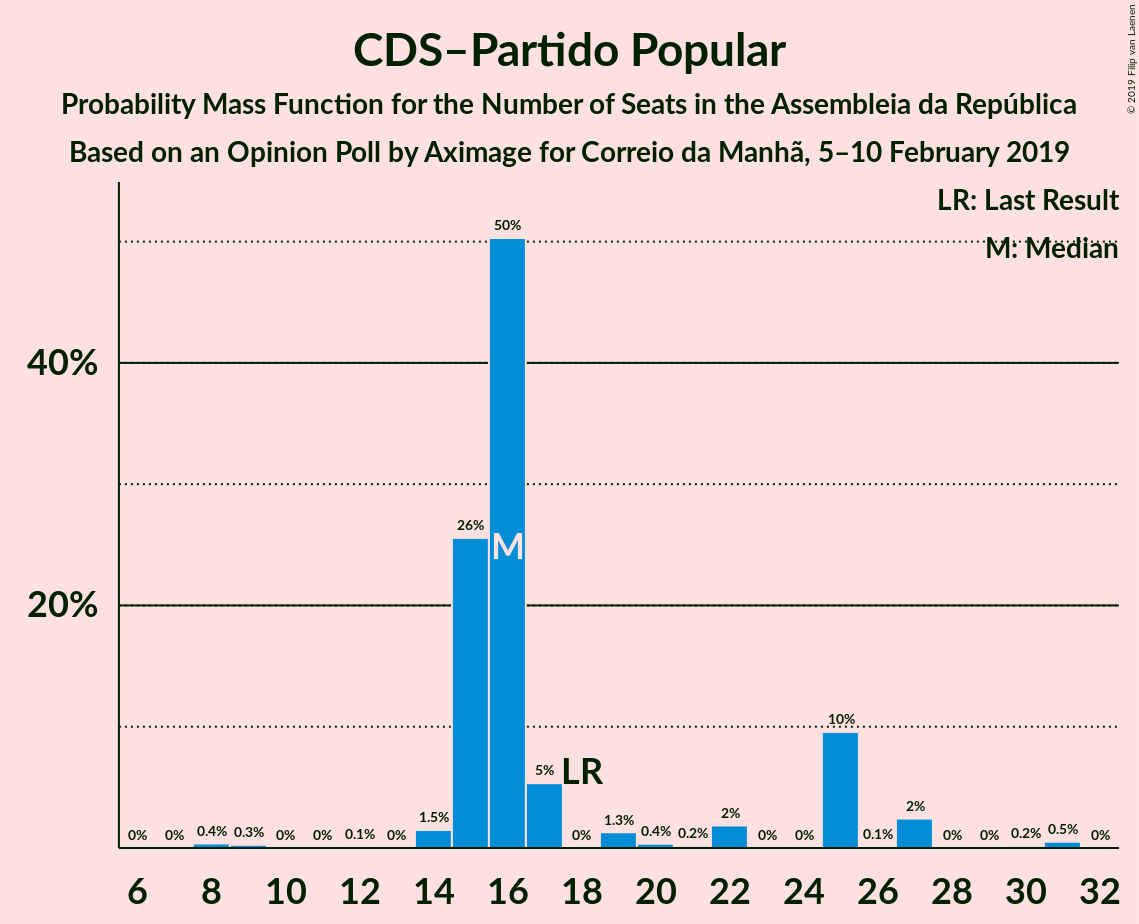 © 2019 Filip van Laenen
CDS–Partido Popular
Probability Mass Function for the Number of Seats in the Assembleia da República
Based on an Opinion Poll by Aximage for Correio da Manhã, 5–10 February 2019
LR: Last Result
M: Median
40%
20%
0% 0% 0.4% 0.3% 0% 0% 0.1% 0% 1.5% 26% 50% 5% 0% 1.3% 0.4% 0.2% 2% 0% 0% 10% 0.1% 2% 0% 0% 0.2% 0.5% 0%
M
LR
6 8 10 12 14 16 18 20 22 24 26 28 30 32